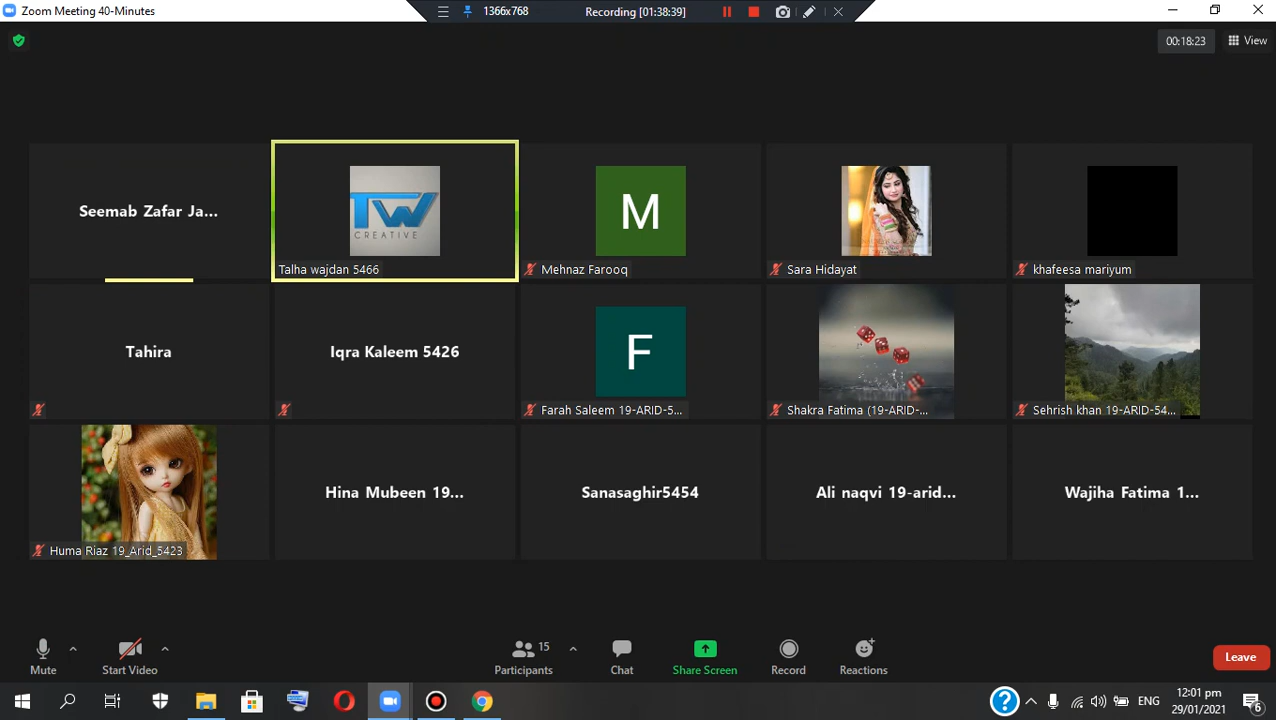 Zoom Meeting 40-Minutes
1366x768
Recording [01:38:39]
00:18:23
View
Seemab Zafar Ja...
TW
CREATIVE
Talha wajdan 5466
M
Mehnaz Farooq
Sara Hidayat
khafeesa mariyum
Tahira
Iqra Kaleem 5426
F
Farah Saleem 19-ARID-5...
Shakra Fatima (19-ARID-...
Sehrish khan 19-ARID-54...
Huma Riaz 19_Arid_5423
Hina Mubeen 19...
Sanasaghir5454
Ali naqvi 19-arid...
Wajiha Fatima 1...
Mute
Start Video
15
Participants
Chat
Share Screen
Record
Reactions
Leave
ENG
12:01 pm
29/01/2021
6